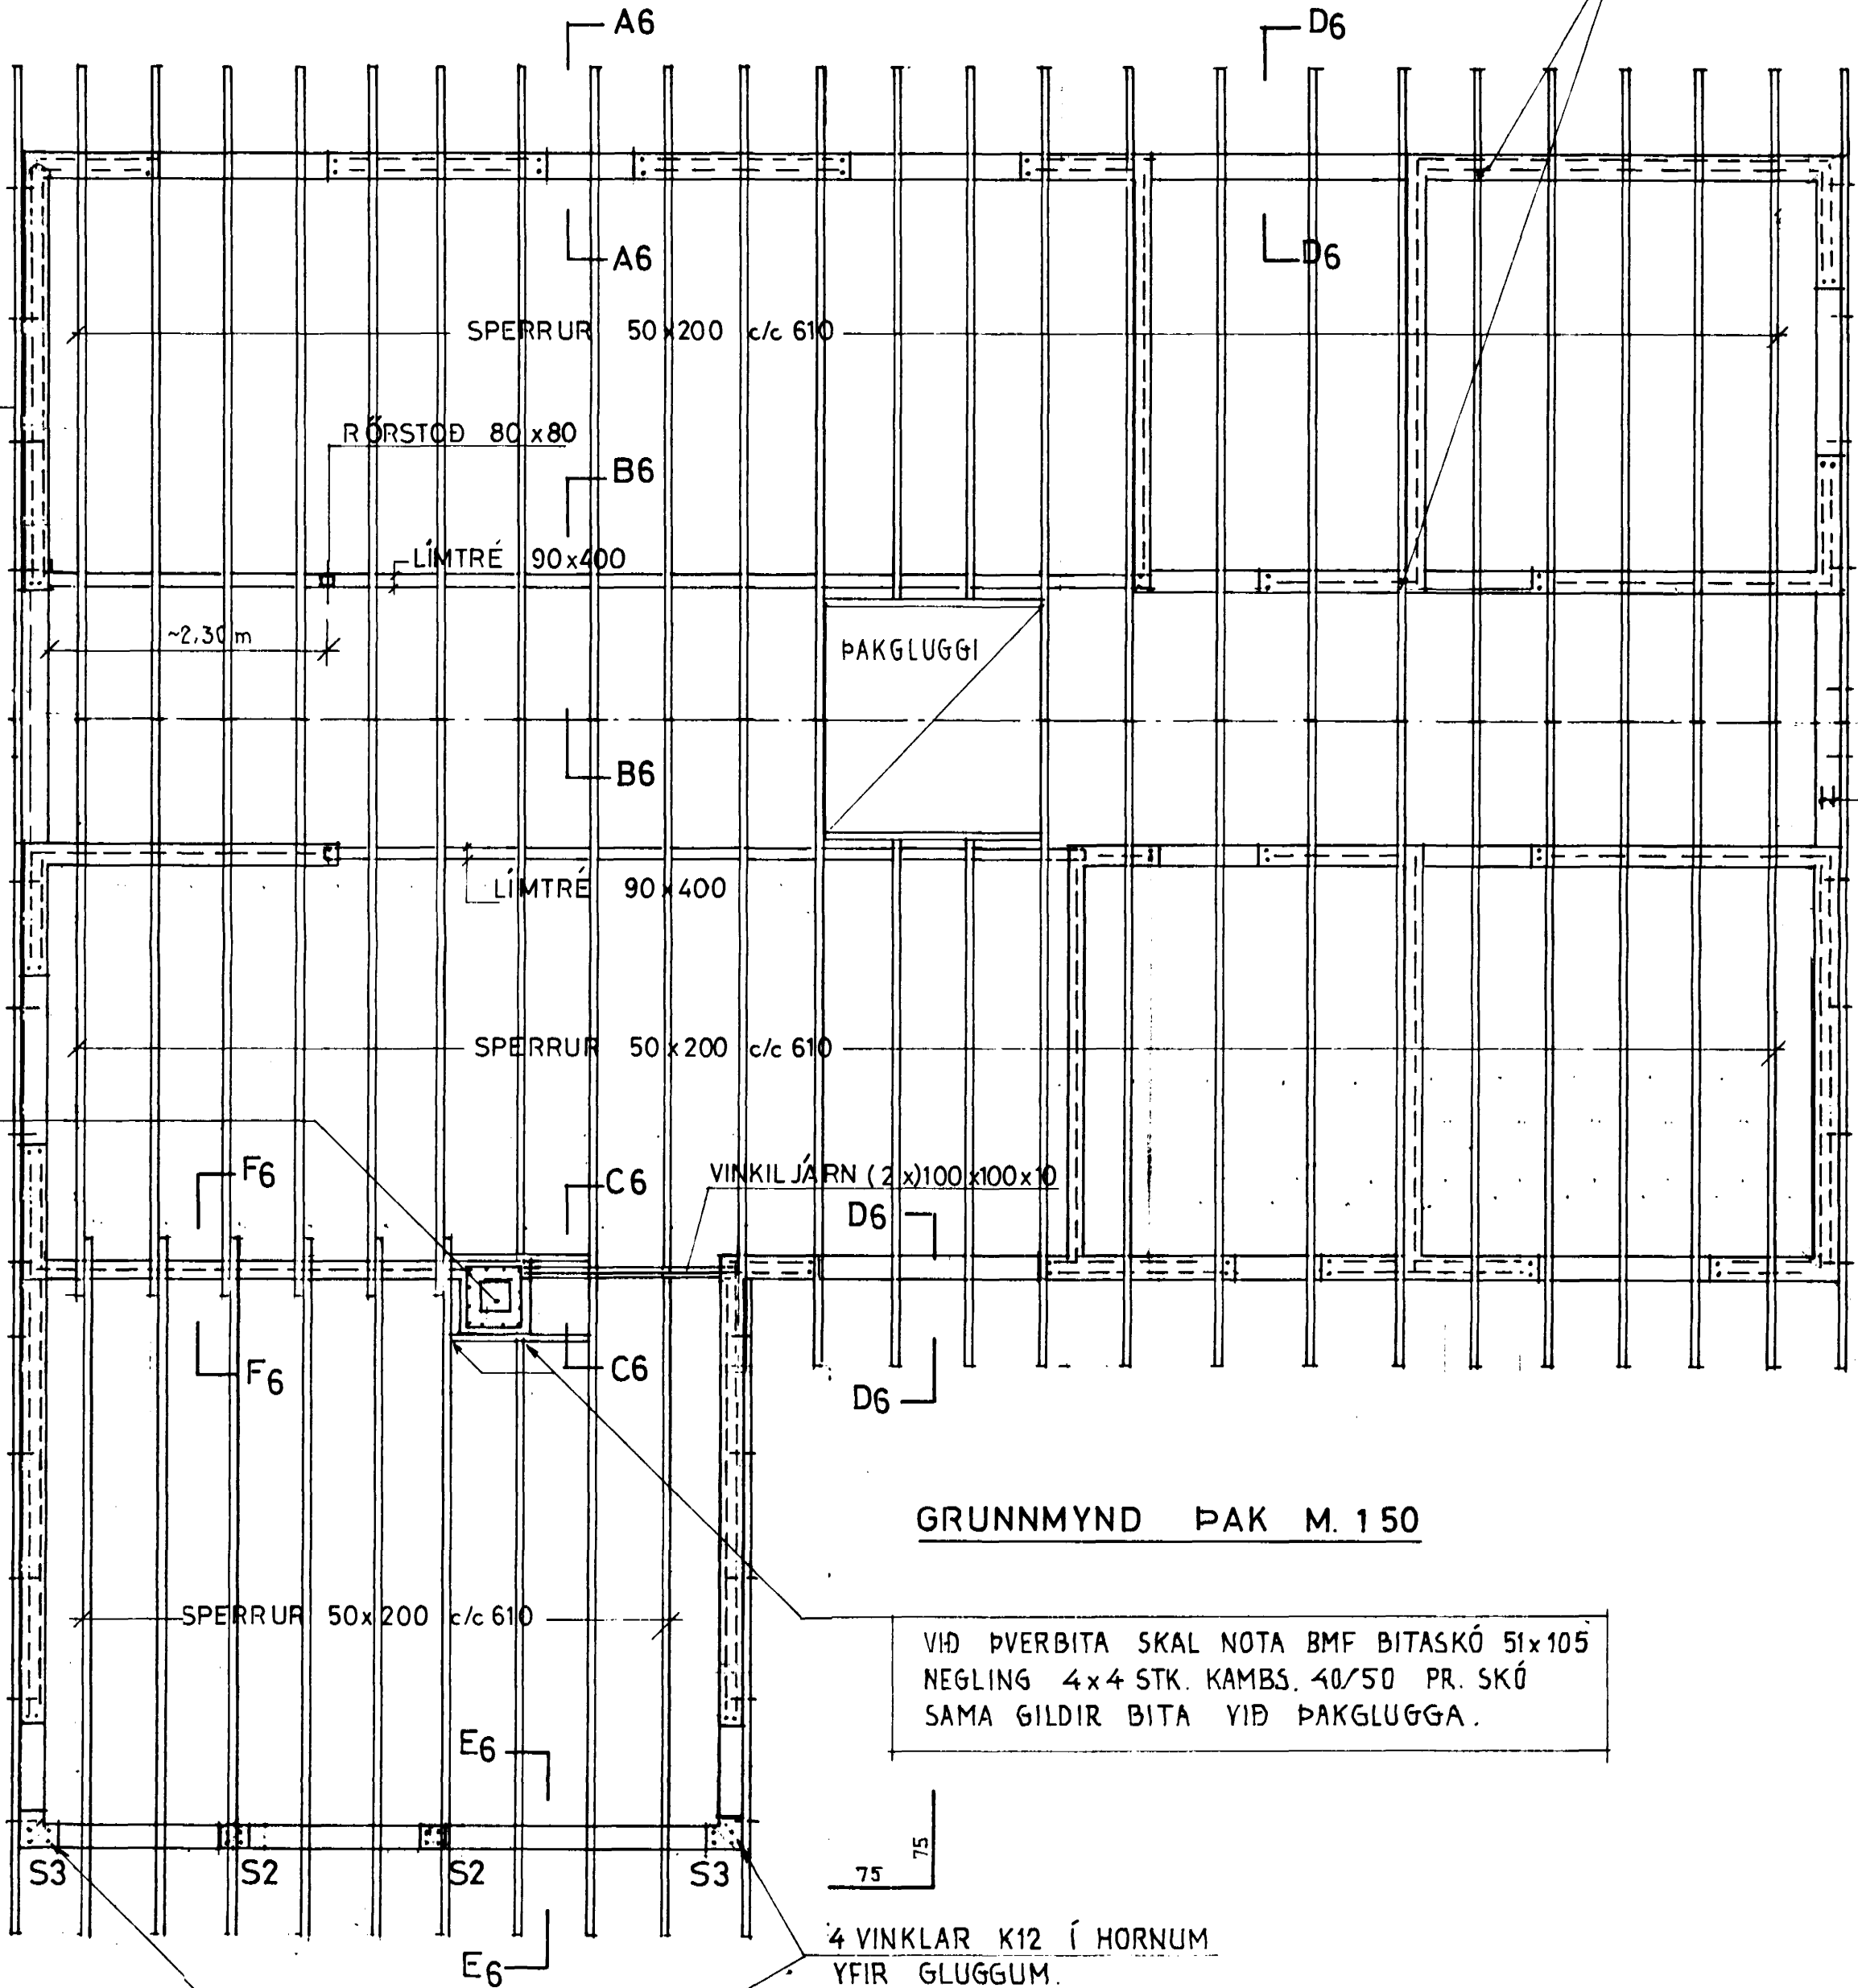 A6
D6
A6
D6
SPERRUR 50x200 c/c 610
RÖRSTOÐ 80x80
B6
LÍMTRÉ 90x400
~2,30 m
ÞAKGLUGGI
B6
LÍMTRÉ 90x400
SPERRUR 50x200 c/c 610
F6
C6
VINKILJÁRN (2x)100x100x10
D6
F6
C6
D6
GRUNNMYND ÞAK M. 1 50
SPERRUR 50x200 c/c 610
VIÐ ÞVERBITA SKAL NOTA BMF BITASKÓ 51x105
NEGLING 4x4 STK. KAMBS. 40/50 PR. SKÓ
SAMA GILDIR BITA VIÐ ÞAKGLUGGA.
E6
75
75
S3
S2
S2
S3
4 VINKLAR K12 Í HORNUM
YFIR GLUGGUM.
E6